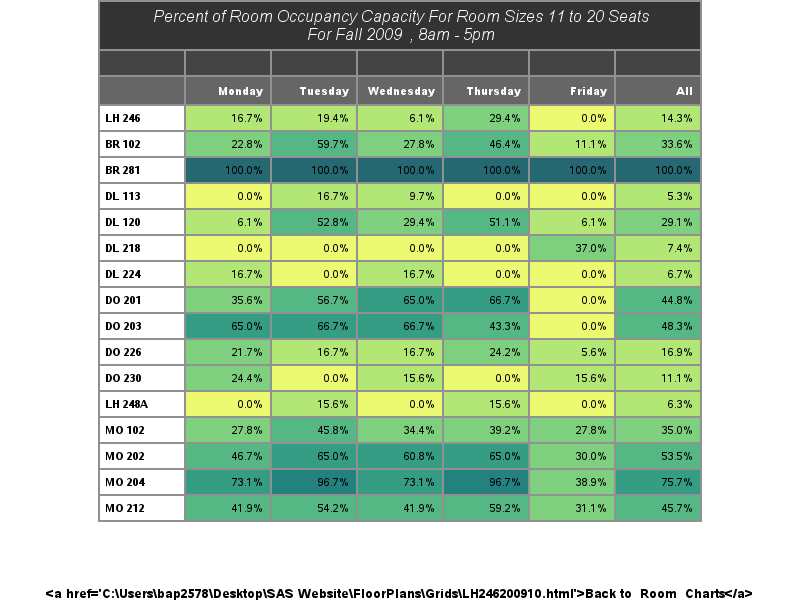 Percent of Room Occupancy Capacity For Room Sizes 11 to 20 Seats
For Fall 2009 , 8am - 5pm
Monday Tuesday Wednesday Thursday Friday All
LH 246 16.7% 19.4% 6.1% 29.4% 0.0% 14.3%
BR 102 22.8% 59.7% 27.8% 46.4% 11.1% 33.6%
BR 281 100.0% 100.0% 100.0% 100.0% 100.0% 100.0%
DL 113 0.0% 16.7% 9.7% 0.0% 0.0% 5.3%
DL 120 6.1% 52.8% 29.4% 51.1% 6.1% 29.1%
DL 218 0.0% 0.0% 0.0% 0.0% 37.0% 7.4%
DL 224 16.7% 0.0% 16.7% 0.0% 0.0% 6.7%
DO 201 35.6% 56.7% 65.0% 66.7% 0.0% 44.8%
DO 203 65.0% 66.7% 66.7% 43.3% 0.0% 48.3%
DO 226 21.7% 16.7% 16.7% 24.2% 5.6% 16.9%
DO 230 24.4% 0.0% 15.6% 0.0% 15.6% 11.1%
LH 248A 0.0% 15.6% 0.0% 15.6% 0.0% 6.3%
MO 102 27.8% 45.8% 34.4% 39.2% 27.8% 35.0%
MO 202 46.7% 65.0% 60.8% 65.0% 30.0% 53.5%
MO 204 73.1% 96.7% 73.1% 96.7% 38.9% 75.7%
MO 212 41.9% 54.2% 41.9% 59.2% 31.1% 45.7%
<a href='C:\Users\bap2578\Desktop\SAS Website\FloorPlans\Grids\LH246200910.html'>Back to Room Charts</a>